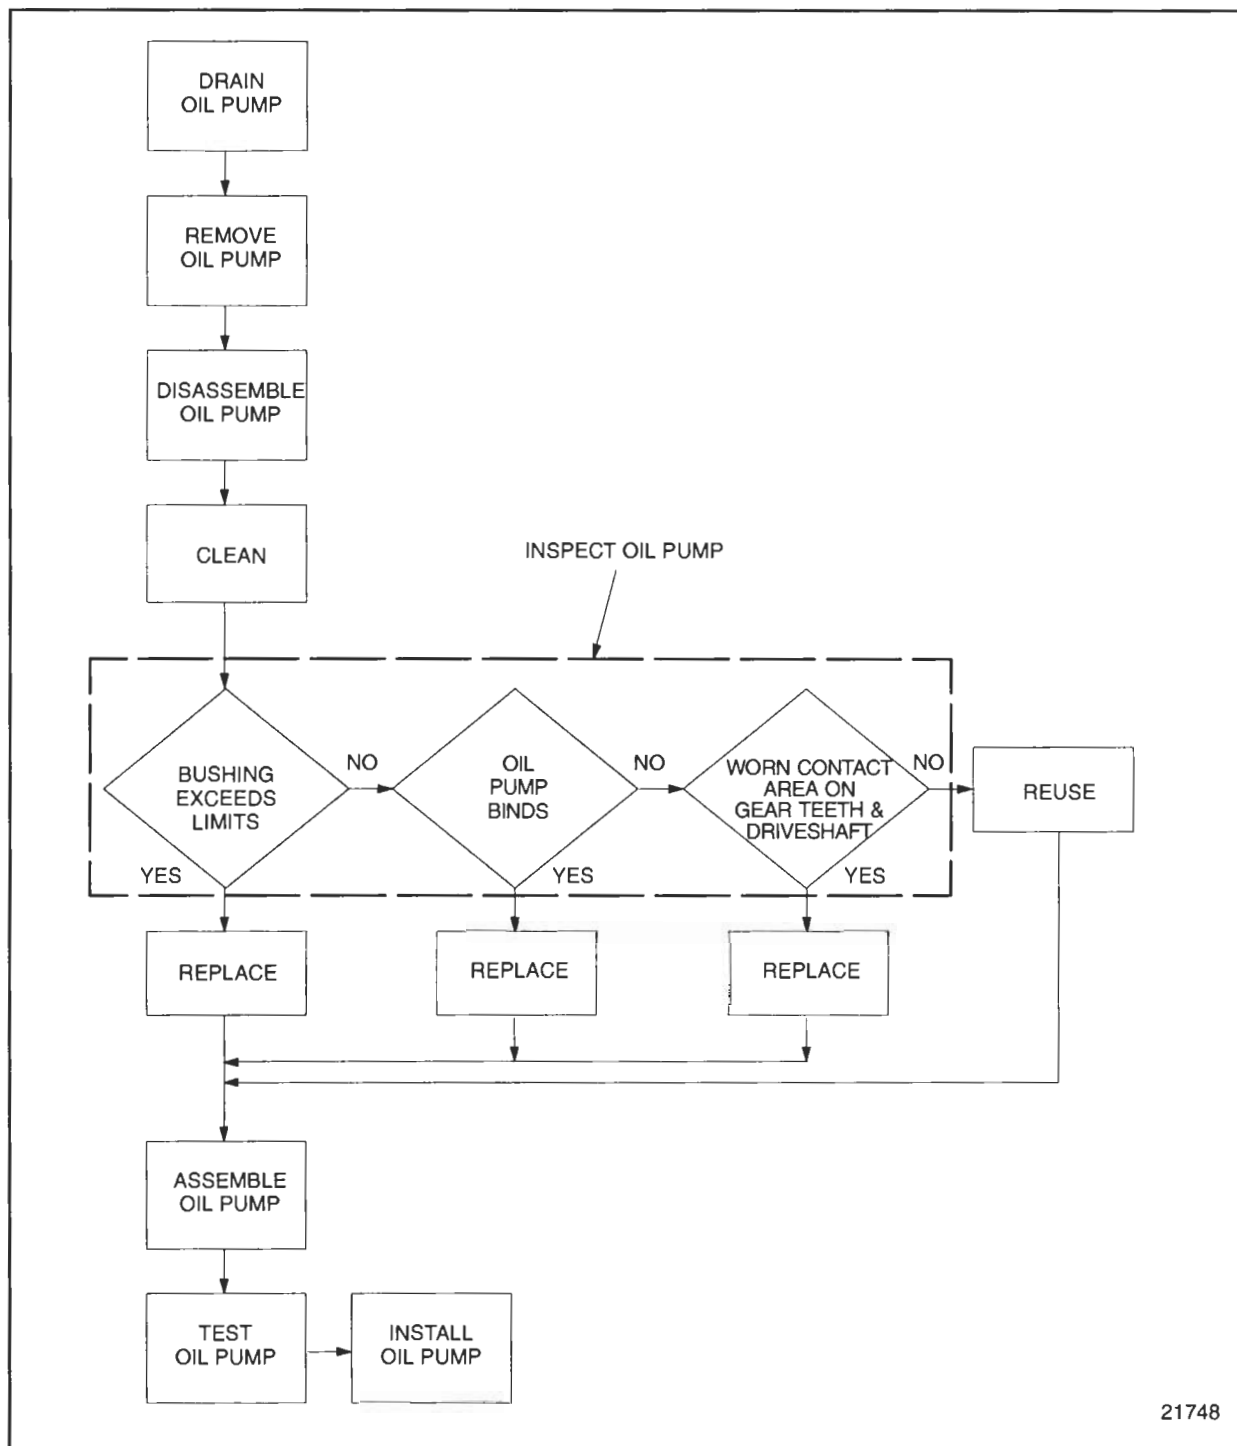 DRAIN
OIL PUMP
REMOVE
OIL PUMP
DISASSEMBLE
OIL PUMP
CLEAN
INSPECT OIL PUMP
BUSHING
EXCEEDS
LIMITS
NO
YES
OIL
PUMP
BINDS
NO
YES
WORN CONTACT
AREA ON
GEAR TEETH &
DRIVESHAFT
NO
YES
REUSE
REPLACE
REPLACE
REPLACE
ASSEMBLE
OIL PUMP
TEST
OIL PUMP
INSTALL
OIL PUMP
21748